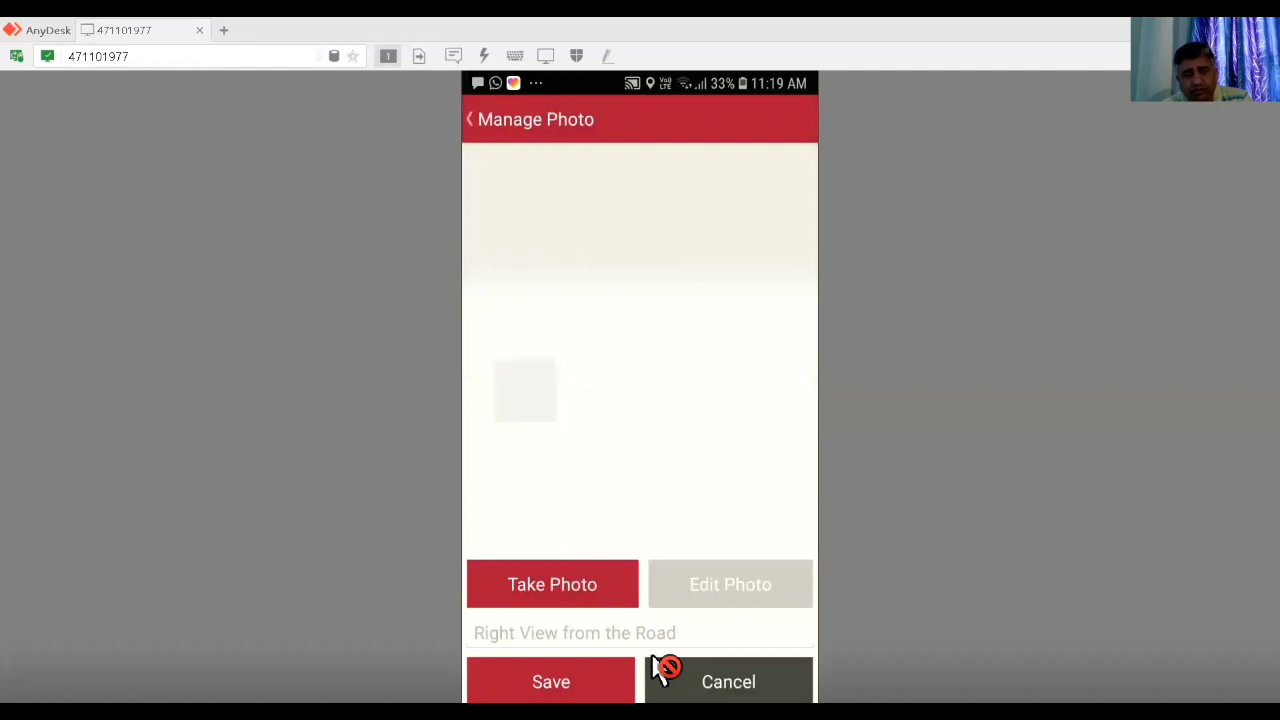 AnyDesk 471101977
471101977 1
33% 11:19 AM
Manage Photo
Take Photo Edit Photo
Right View from the Road
Save Cancel